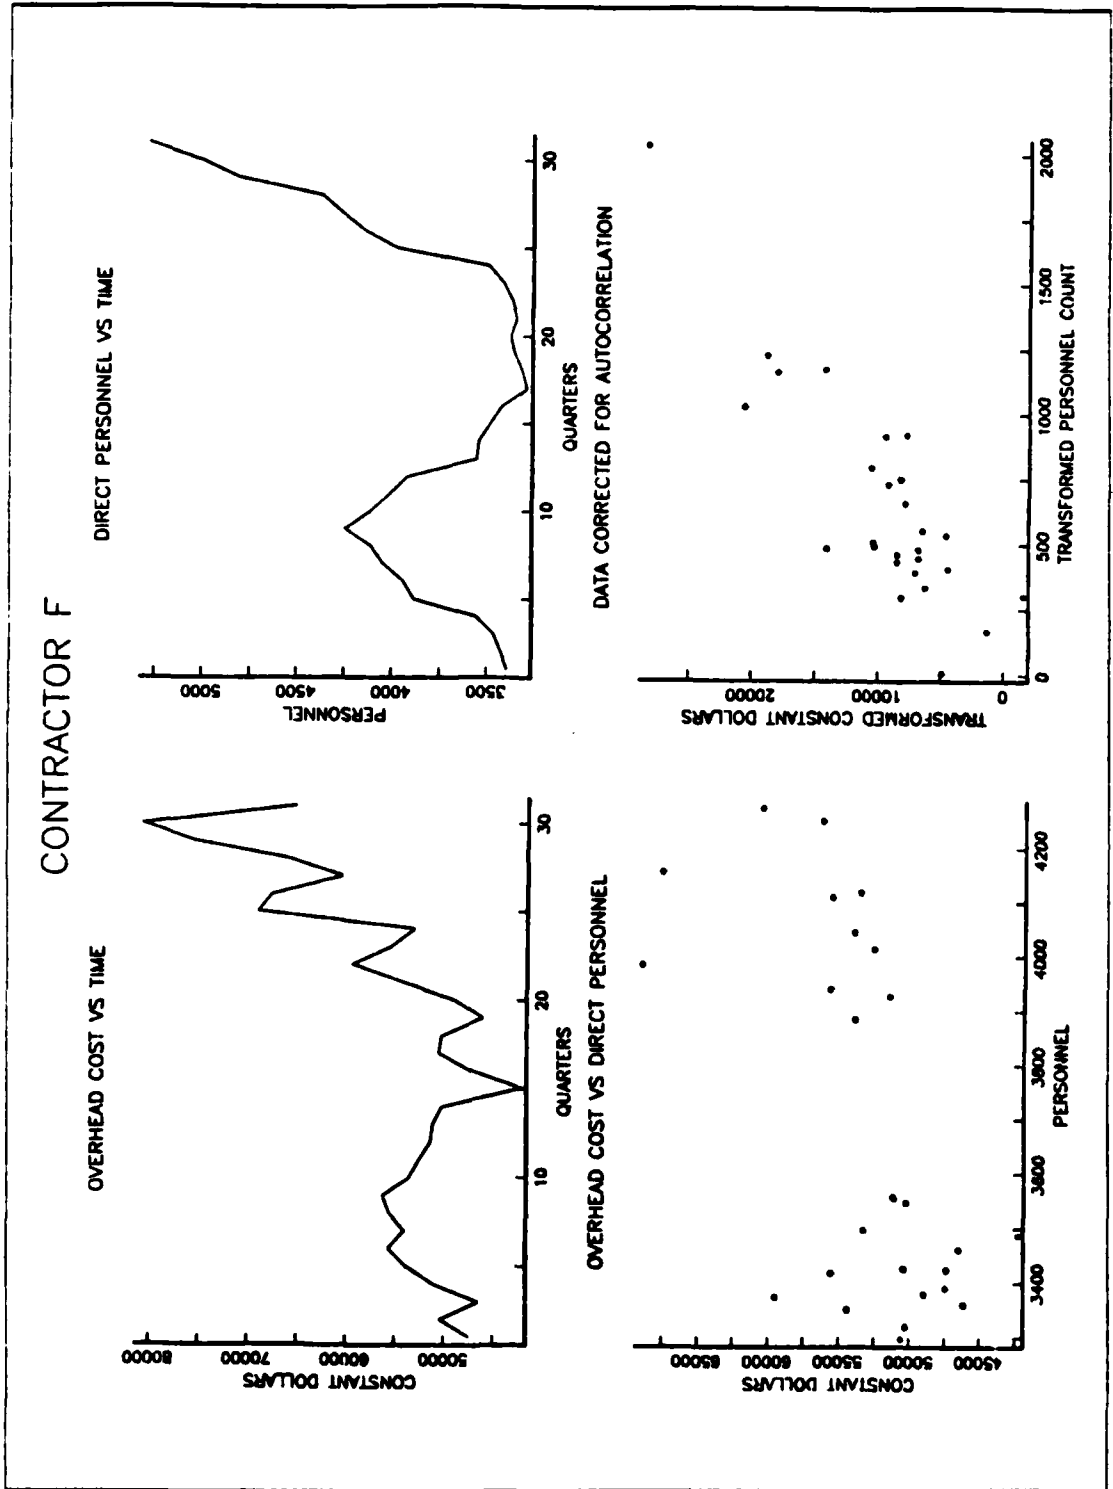 CONTRACTOR F
OVERHEAD COST VS TIME
CONSTANT DOLLARS
80000
70000
60000
50000
10
20
30
QUARTERS
DIRECT PERSONNEL VS TIME
PERSONNEL
5000
4500
4000
3500
10
20
30
QUARTERS
OVERHEAD COST VS DIRECT PERSONNEL
CONSTANT DOLLARS
65000
60000
55000
50000
45000
3400
3800
3800
4000
4200
PERSONNEL
DATA CORRECTED FOR AUTOCORRELATION
TRANSFORMED CONSTANT DOLLARS
20000
10000
0
0
500
1000
1500
2000
TRANSFORMED PERSONNEL COUNT